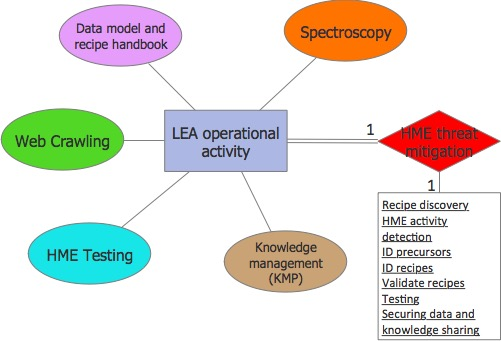 Data model and
recipe handbook
Spectroscopy
Web Crawling
LEA operational
activity
1
HME threat
mitigation
1
HME Testing
Knowledge
management
(KMP)
Recipe discovery
HME activity
detection
ID precursors
ID recipes
Validate recipes
Testing
Securing data and
knowledge sharing